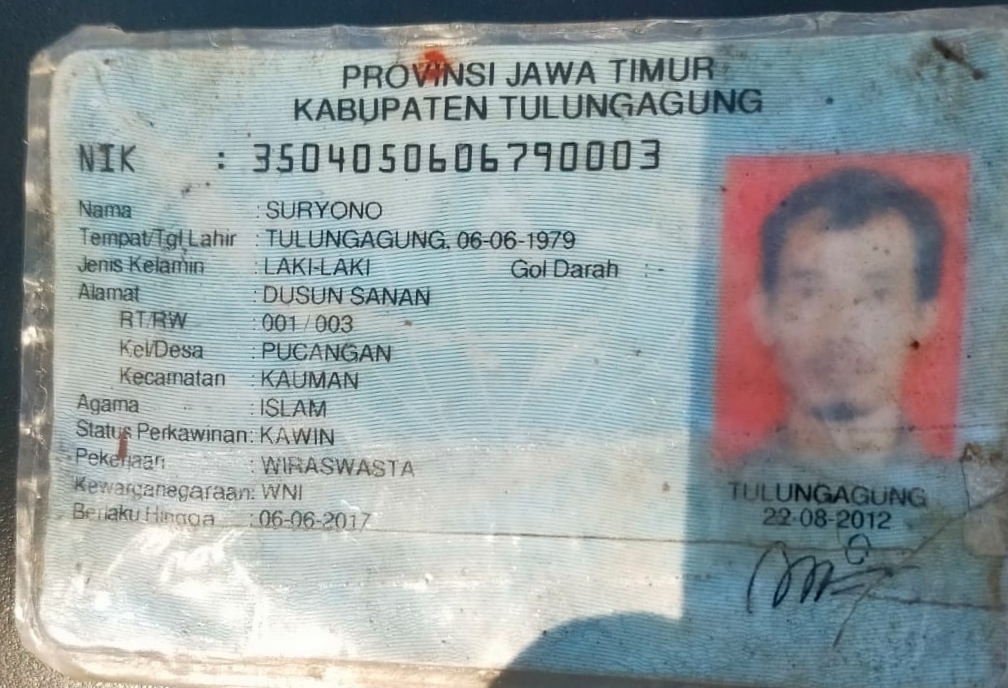 PROVINSI JAWA TIMUR
KABUPATEN TULUNGAGUNG
NIK : 3504050606790003
Nama : SURYONO
Tempat/Tgl Lahir : TULUNGAGUNG, 06-06-1979
Jenis Kelamin : LAKI-LAKI Gol Darah : -
Alamat : DUSUN SANAN
RT/RW : 001 / 003
Kel/Desa : PUCANGAN
Kecamatan : KAUMAN
Agama : ISLAM
Status Perkawinan: KAWIN
Pekerjaan : WIRASWASTA
Kewarganegaraan: WNI
Berlaku Hingga : 06-06-2017
TULUNGAGUNG
22-08-2012